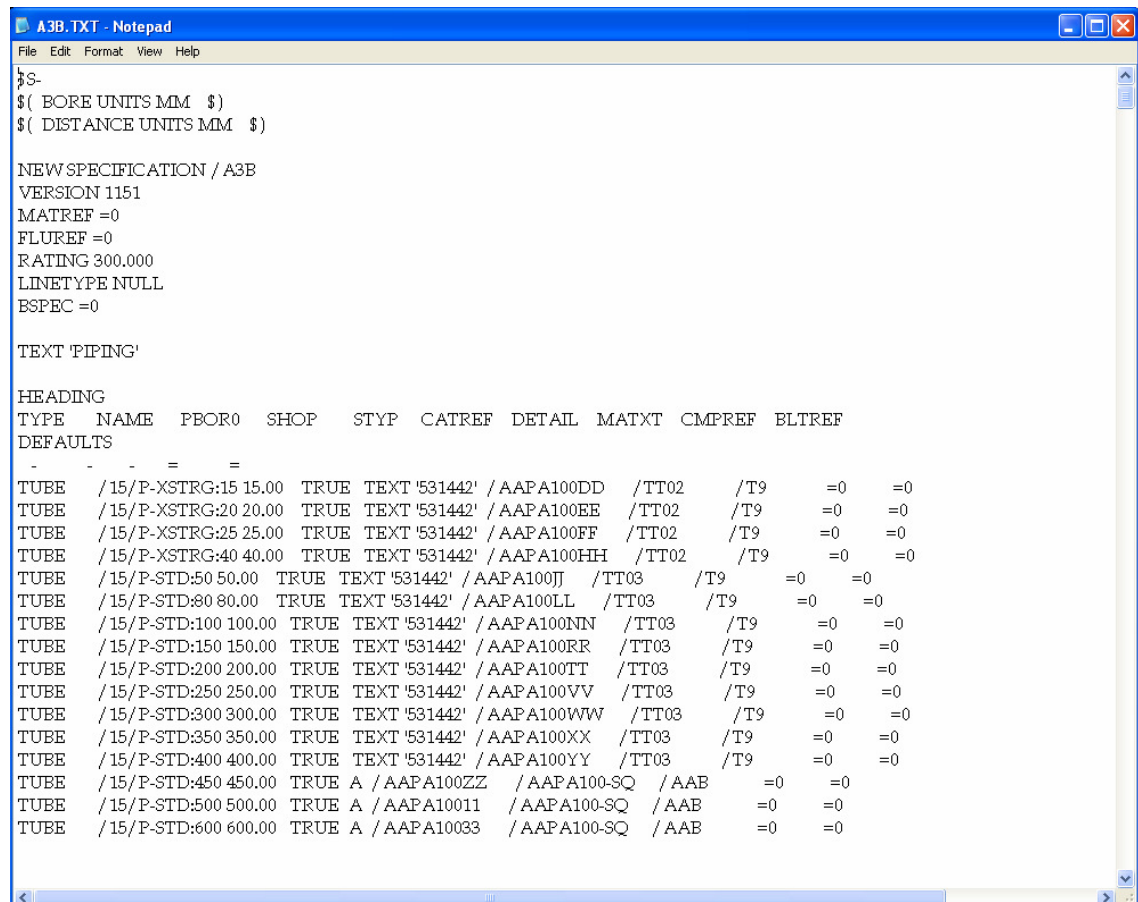 A3B.TXT - Notepad
File Edit Format View Help
$S-
$( BORE UNITS MM $)
$( DISTANCE UNITS MM $)
NEW SPECIFICATION /A3B
VERSION 1151
MATREF =0
FLUREF =0
RATING 300.000
LINETYPE NULL
BSPEC =0
TEXT 'PIPING'
HEADING
TYPE NAME PBOR0 SHOP STYP CATREF DETAIL MATXT CMPREF BLTREF
DEFAULTS
- - - = =
TUBE /15/P-XSTRG:15 15.00 TRUE TEXT '531442' /AAPA100DD /TT02 /T9 =0 =0
TUBE /15/P-XSTRG:20 20.00 TRUE TEXT '531442' /AAPA100EE /TT02 /T9 =0 =0
TUBE /15/P-XSTRG:25 25.00 TRUE TEXT '531442' /AAPA100FF /TT02 /T9 =0 =0
TUBE /15/P-XSTRG:40 40.00 TRUE TEXT '531442' /AAPA100HH /TT02 /T9 =0 =0
TUBE /15/P-STD:50 50.00 TRUE TEXT '531442' /AAPA100JJ /TT03 /T9 =0 =0
TUBE /15/P-STD:80 80.00 TRUE TEXT '531442' /AAPA100LL /TT03 /T9 =0 =0
TUBE /15/P-STD:100 100.00 TRUE TEXT '531442' /AAPA100NN /TT03 /T9 =0 =0
TUBE /15/P-STD:150 150.00 TRUE TEXT '531442' /AAPA100RR /TT03 /T9 =0 =0
TUBE /15/P-STD:200 200.00 TRUE TEXT '531442' /AAPA100TT /TT03 /T9 =0 =0
TUBE /15/P-STD:250 250.00 TRUE TEXT '531442' /AAPA100VV /TT03 /T9 =0 =0
TUBE /15/P-STD:300 300.00 TRUE TEXT '531442' /AAPA100WW /TT03 /T9 =0 =0
TUBE /15/P-STD:350 350.00 TRUE TEXT '531442' /AAPA100XX /TT03 /T9 =0 =0
TUBE /15/P-STD:400 400.00 TRUE TEXT '531442' /AAPA100YY /TT03 /T9 =0 =0
TUBE /15/P-STD:450 450.00 TRUE A /AAPA100ZZ /AAPA100-SQ /AAB =0 =0
TUBE /15/P-STD:500 500.00 TRUE A /AAPA10011 /AAPA100-SQ /AAB =0 =0
TUBE /15/P-STD:600 600.00 TRUE A /AAPA10033 /AAPA100-SQ /AAB =0 =0